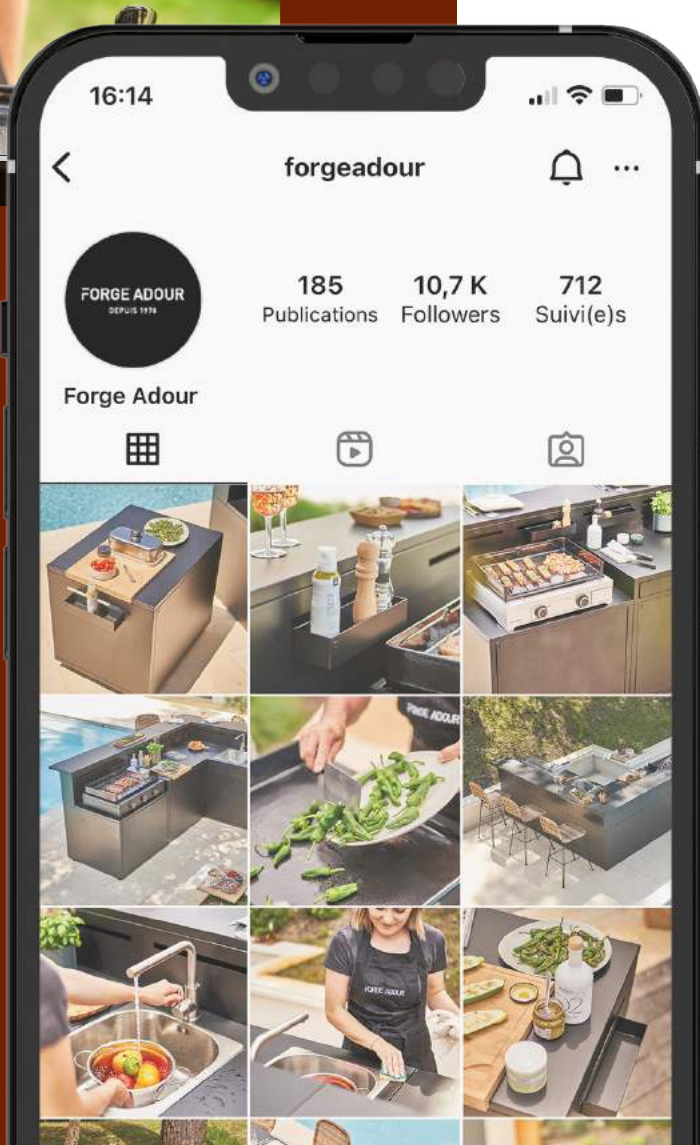 16:14
forgeadour
FORGE ADOUR
DEPUIS 1976
185
10,7 K
712
Publications
Followers
Suivi(e)s
Forge Adour
FORGE ADOUR
FORGE ADOUR